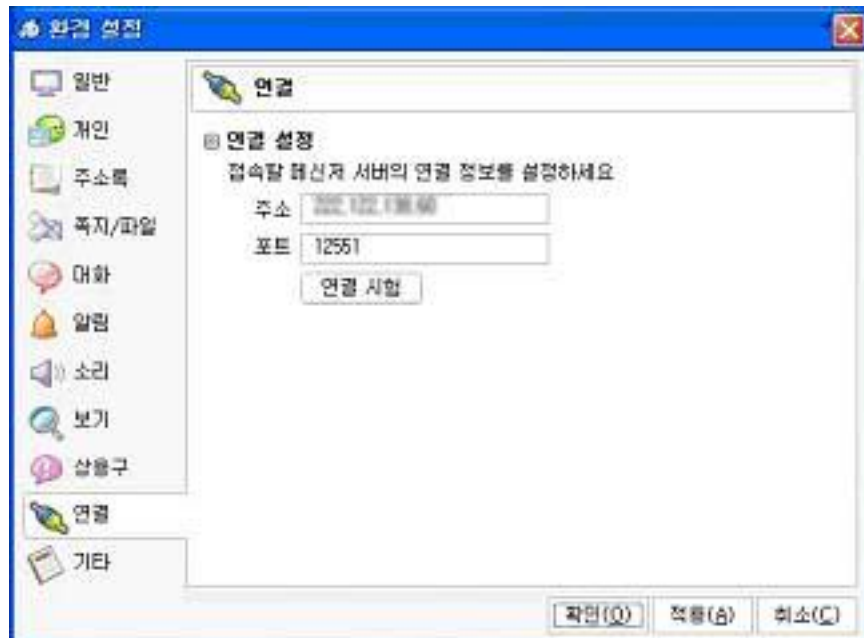 환경 설정
일반
개인
주소록
쪽지/파일
대화
알림
소리
보기
상용구
연결
기타
연결
연결 설정
접속할 메신저 서버의 연결 정보를 설정하세요
주소
포트 12551
연결 시험
확인(O) 적용(A) 취소(C)